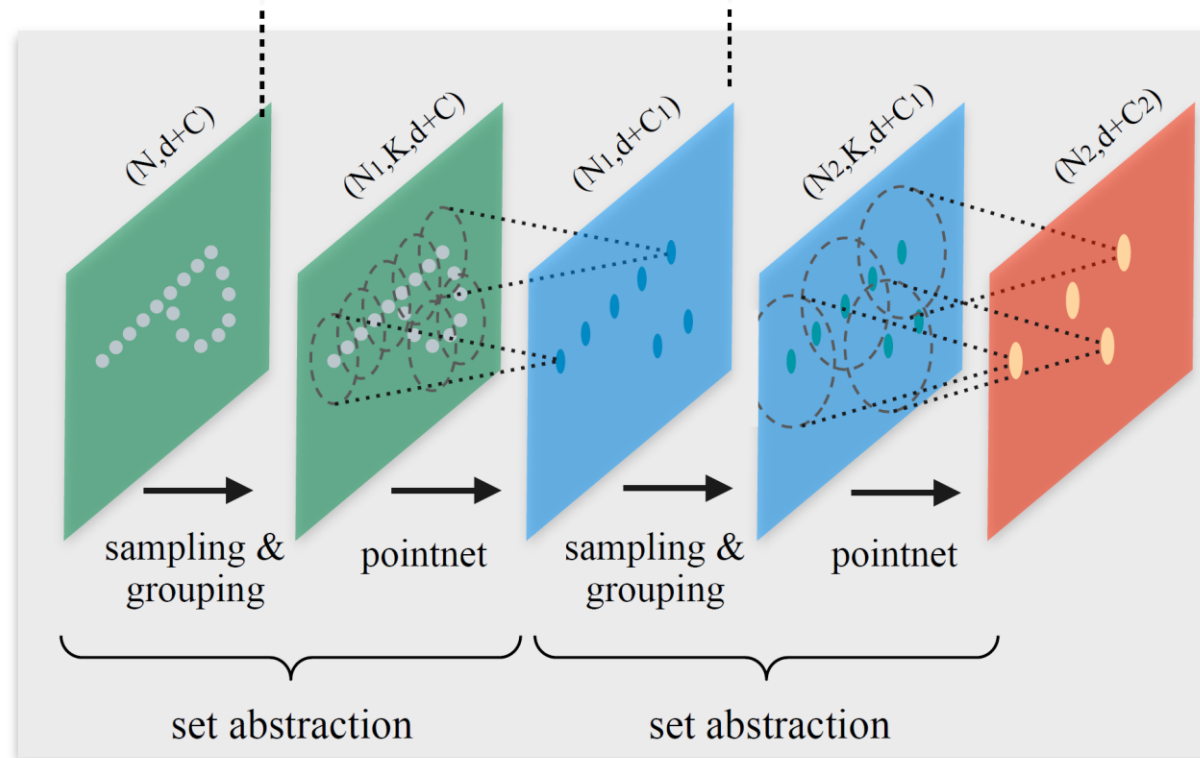 (N,d+C)
(N1,K,d+C)
(N1,d+C1)
(N2,K,d+C1)
(N2,d+C2)
sampling &
grouping
pointnet
sampling &
grouping
pointnet
set abstraction
set abstraction